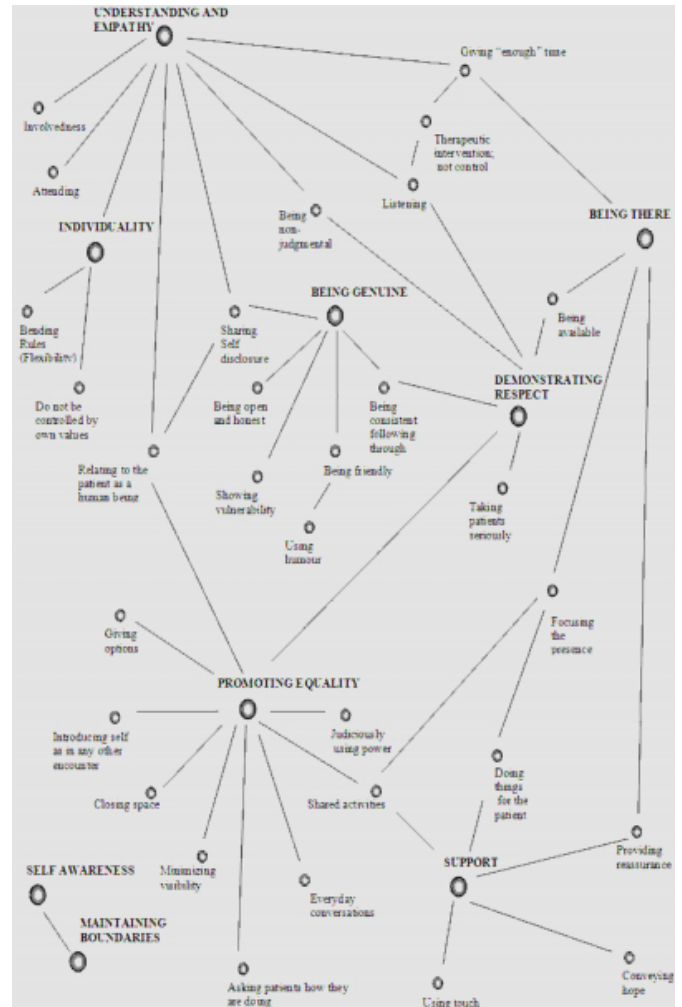 UNDERSTANDING AND
EMPATHY
Giving "enough" time
Involvedness
Therapeutic
intervention;
not control
Attending
Listening
Being
non-
judgmental
BEING THERE
INDIVIDUALITY
BEING GENUINE
Bending
Rules
(Flexibility)
Sharing
Self
disclosure
Being
available
DEMONSTRATING
RESPECT
Do not be
controlled by
own values
Being open
and honest
Being
consistent
following
through
Relating to the
patient as a
human being
Showing
vulnerability
Being friendly
Taking
patients
seriously
Using
humour
Giving
options
Focusing
the
presence
PROMOTING EQUALITY
Introducing self
as in any other
encounter
Judiciously
using power
Doing
things
for the
patient
Closing space
Shared activities
Minimizing
visibility
SUPPORT
Providing
reassurance
SELF AWARENESS
Everyday
conversations
MAINTAINING
BOUNDARIES
Asking patients how they
are doing
Using touch
Conveying
hope